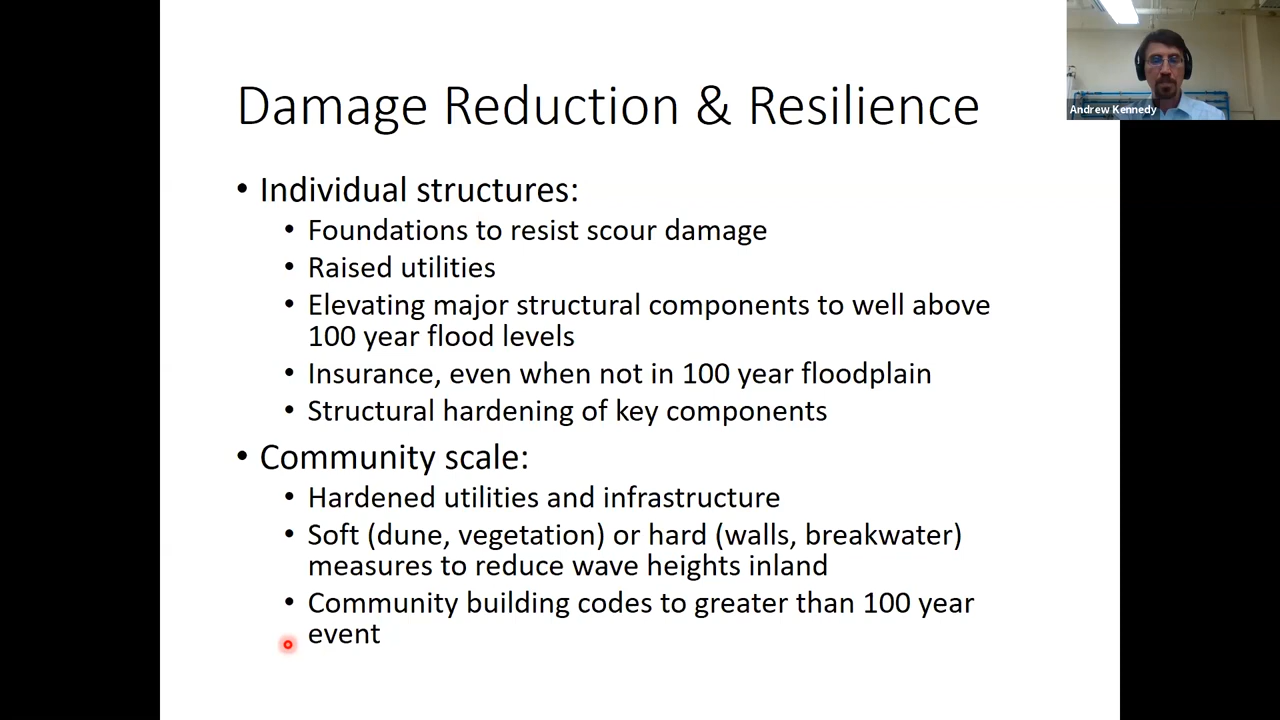 Damage Reduction & Resilience
Andrew Kennedy
• Individual structures:
• Foundations to resist scour damage
• Raised utilities
• Elevating major structural components to well above
100 year flood levels
• Insurance, even when not in 100 year floodplain
• Structural hardening of key components
• Community scale:
• Hardened utilities and infrastructure
• Soft (dune, vegetation) or hard (walls, breakwater)
measures to reduce wave heights inland
• Community building codes to greater than 100 year
event